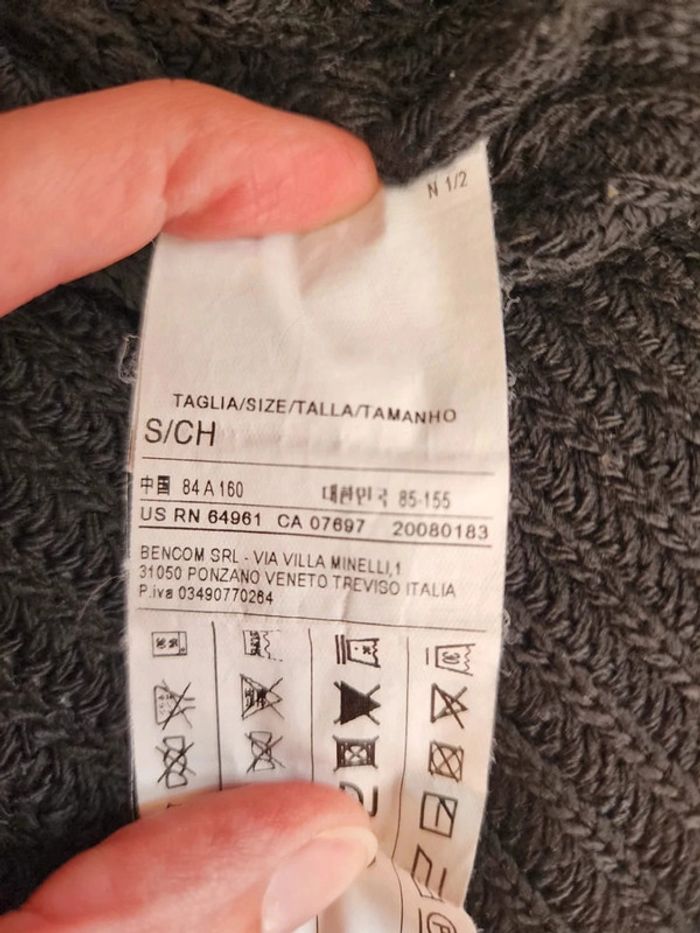 N 1/2
TAGLIA/SIZE/TALLA/TAMANHO
S/CH
中国 84 A 160 대한민국 85-155
US RN 64961 CA 07697 20080183
BENCOM SRL - VIA VILLA MINELLI,1
31050 PONZANO VENETO TREVISO ITALIA
P.iva 03490770264
30